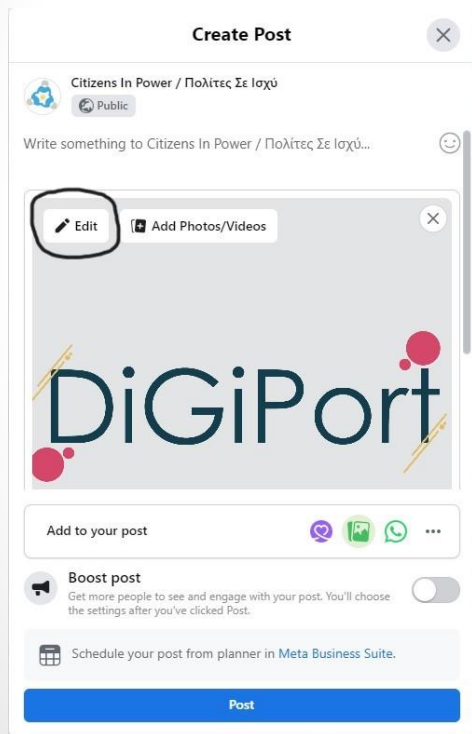 Create Post
Citizens In Power / Πολίτες Σε Ισχύ
Public
Write something to Citizens In Power / Πολίτες Σε Ισχύ...
Edit
Add Photos/Videos
DiGiPort
Add to your post
Boost post
Get more people to see and engage with your post. You'll choose
the settings after you've clicked Post.
Schedule your post from planner in Meta Business Suite.
Post